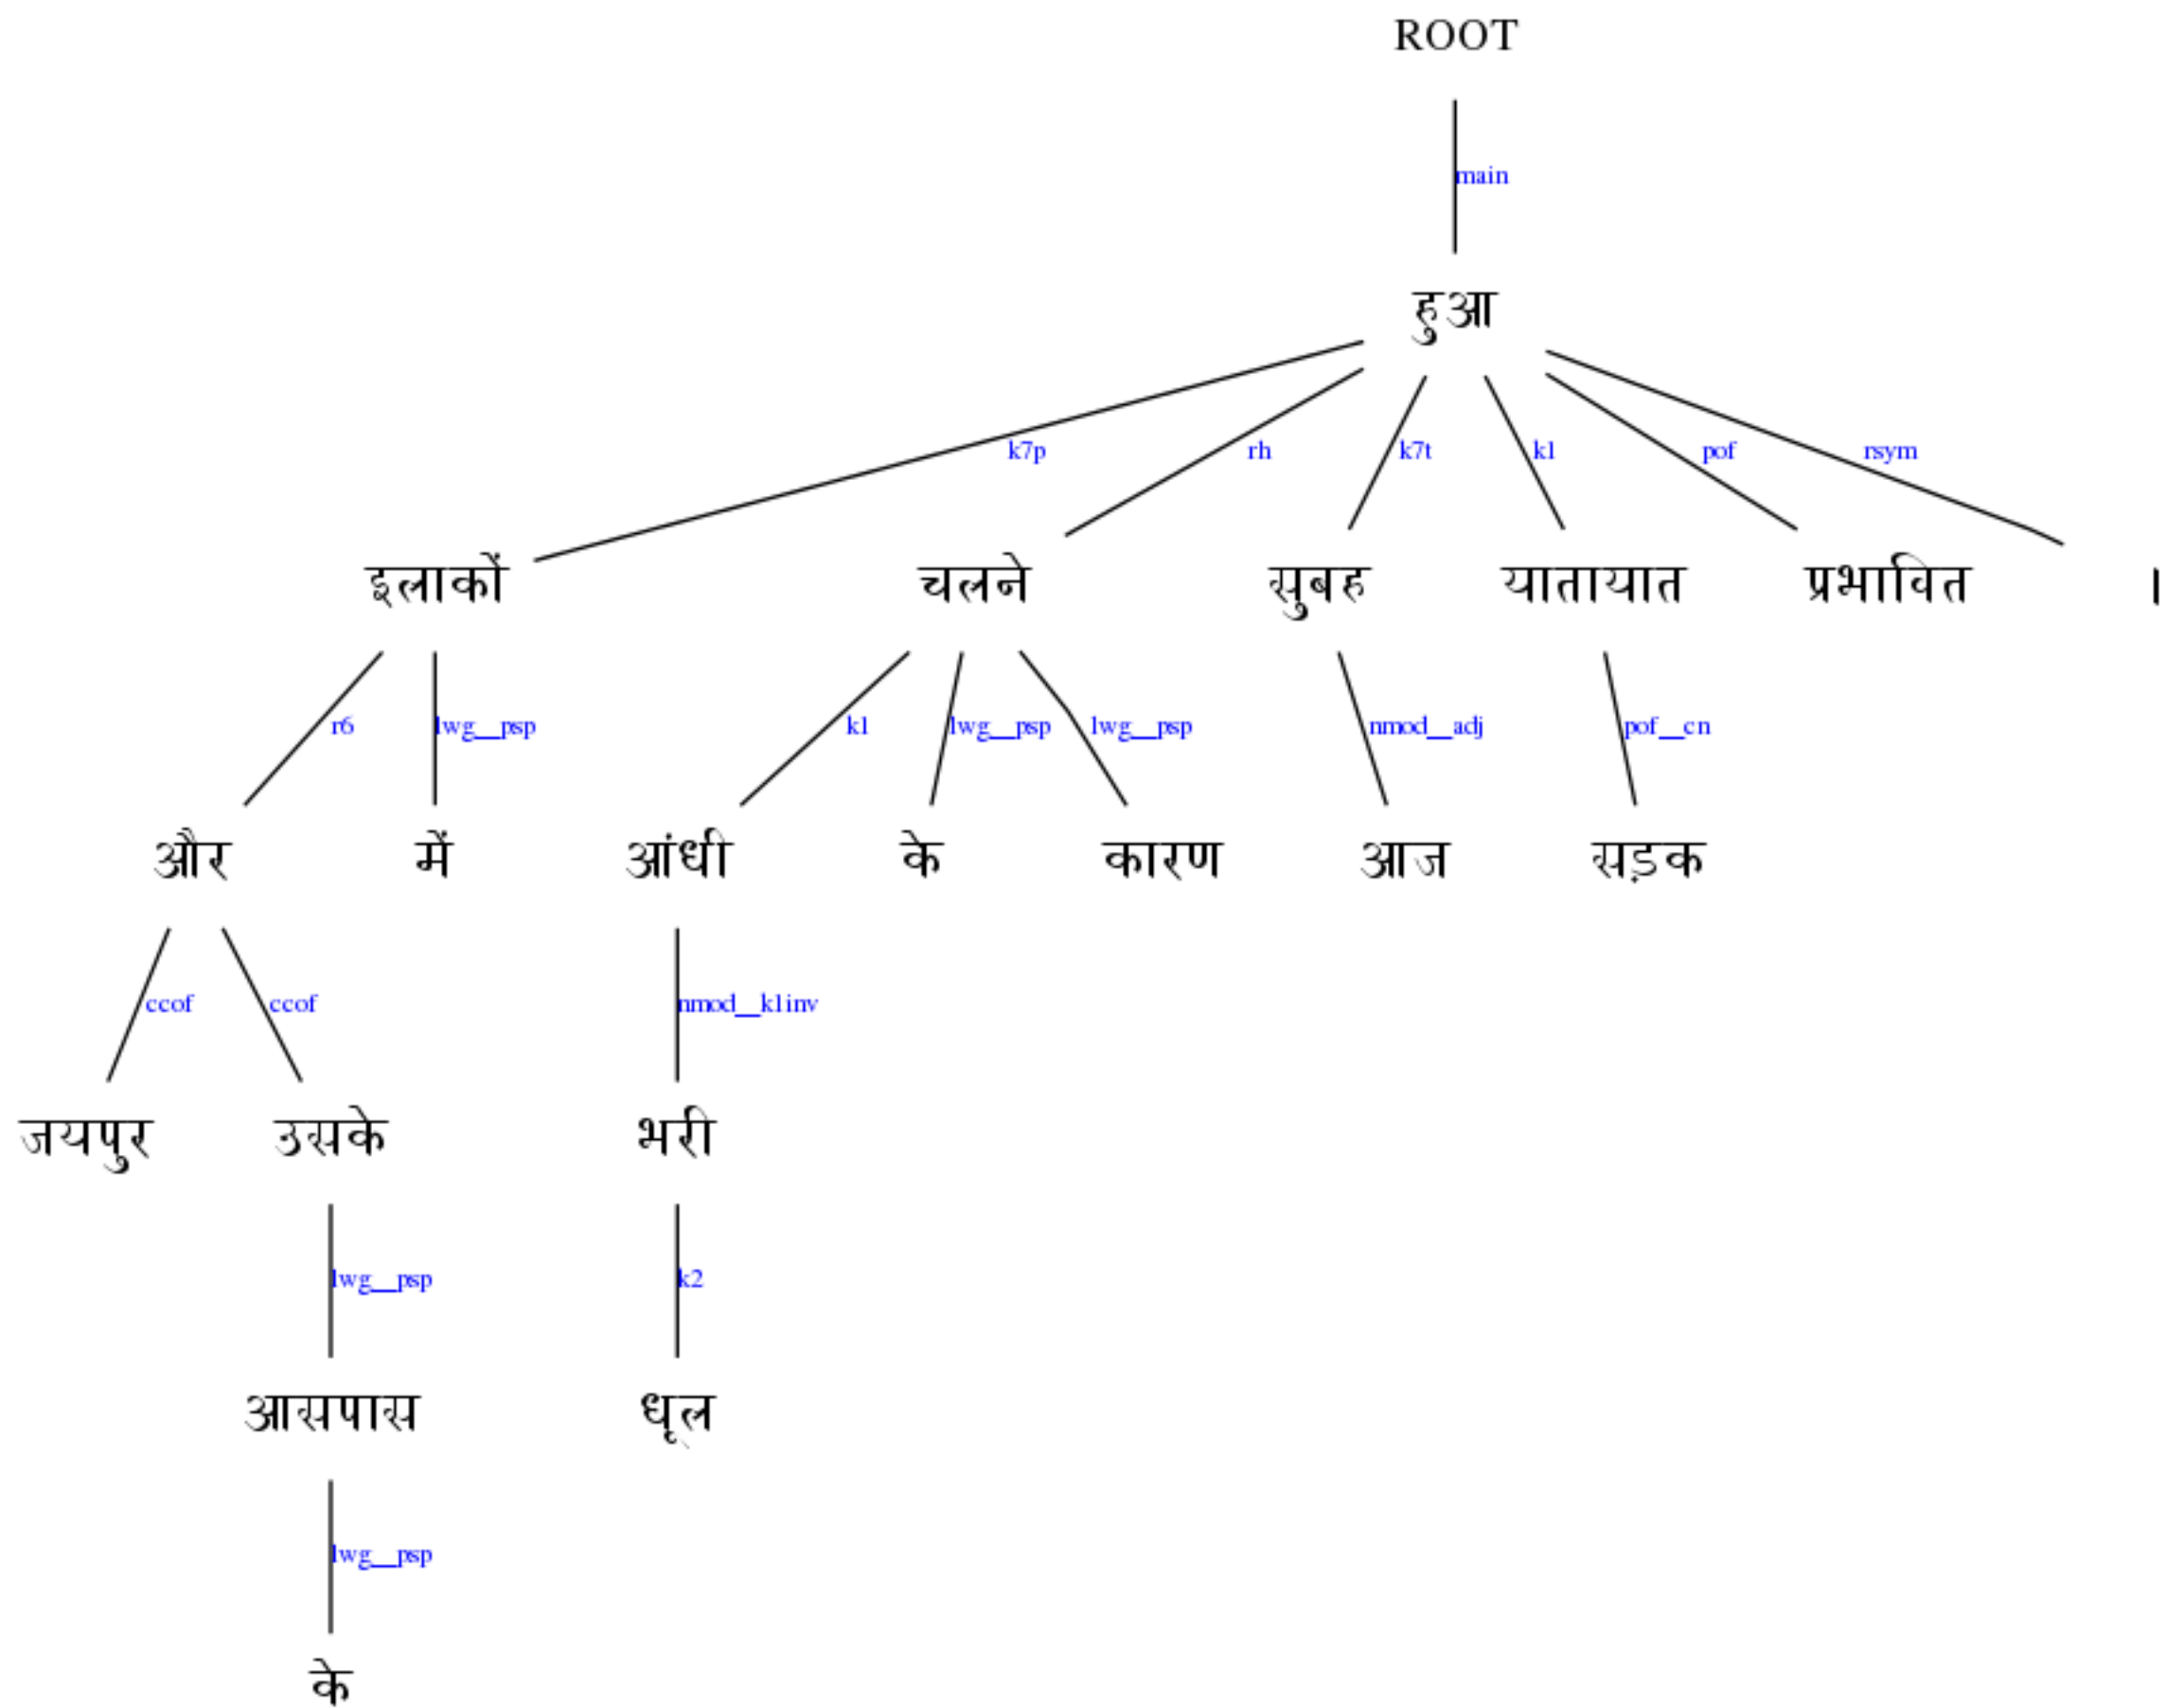 ROOT
main
हुआ
k7p rh k7t k1 pof rsym
इलाकों चलने सुबह यातायात प्रभावित ।
r6 lwg__psp k1 lwg__psp lwg__psp nmod__adj pof__cn
और में आंधी के कारण आज सड़क
ccof ccof nmod__k1inv
जयपुर उसके भरी
lwg__psp k2
आसपास धूल
lwg__psp
के